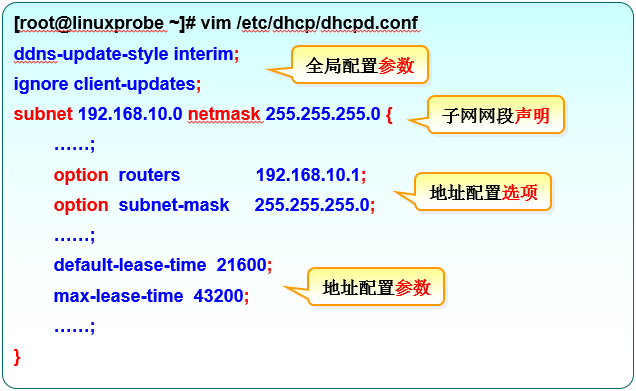 [root@linuxprobe ~]# vim /etc/dhcp/dhcpd.conf
ddns-update-style interim;
全局配置参数
ignore client-updates;
subnet 192.168.10.0 netmask 255.255.255.0 {
子网网段声明
……;
option routers 192.168.10.1;
地址配置选项
option subnet-mask 255.255.255.0;
……;
default-lease-time 21600;
地址配置参数
max-lease-time 43200;
……;
}